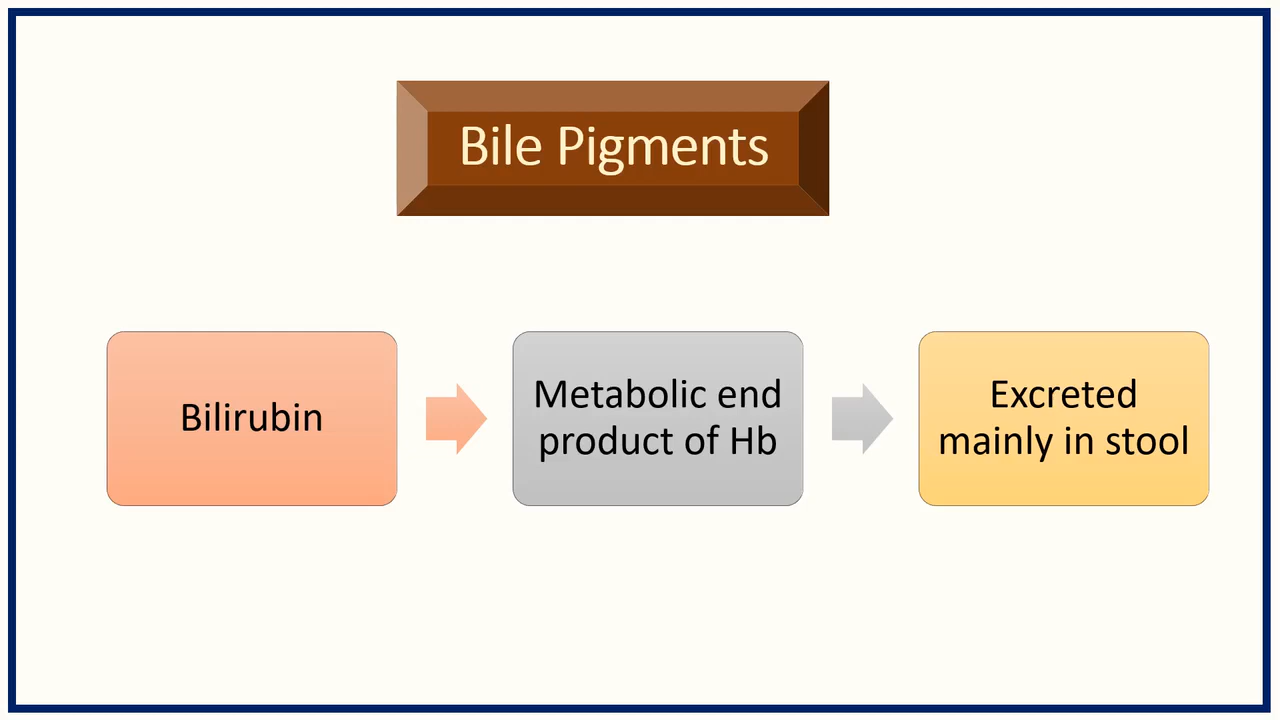 Bile Pigments
Bilirubin
Metabolic end
product of Hb
Excreted
mainly in stool